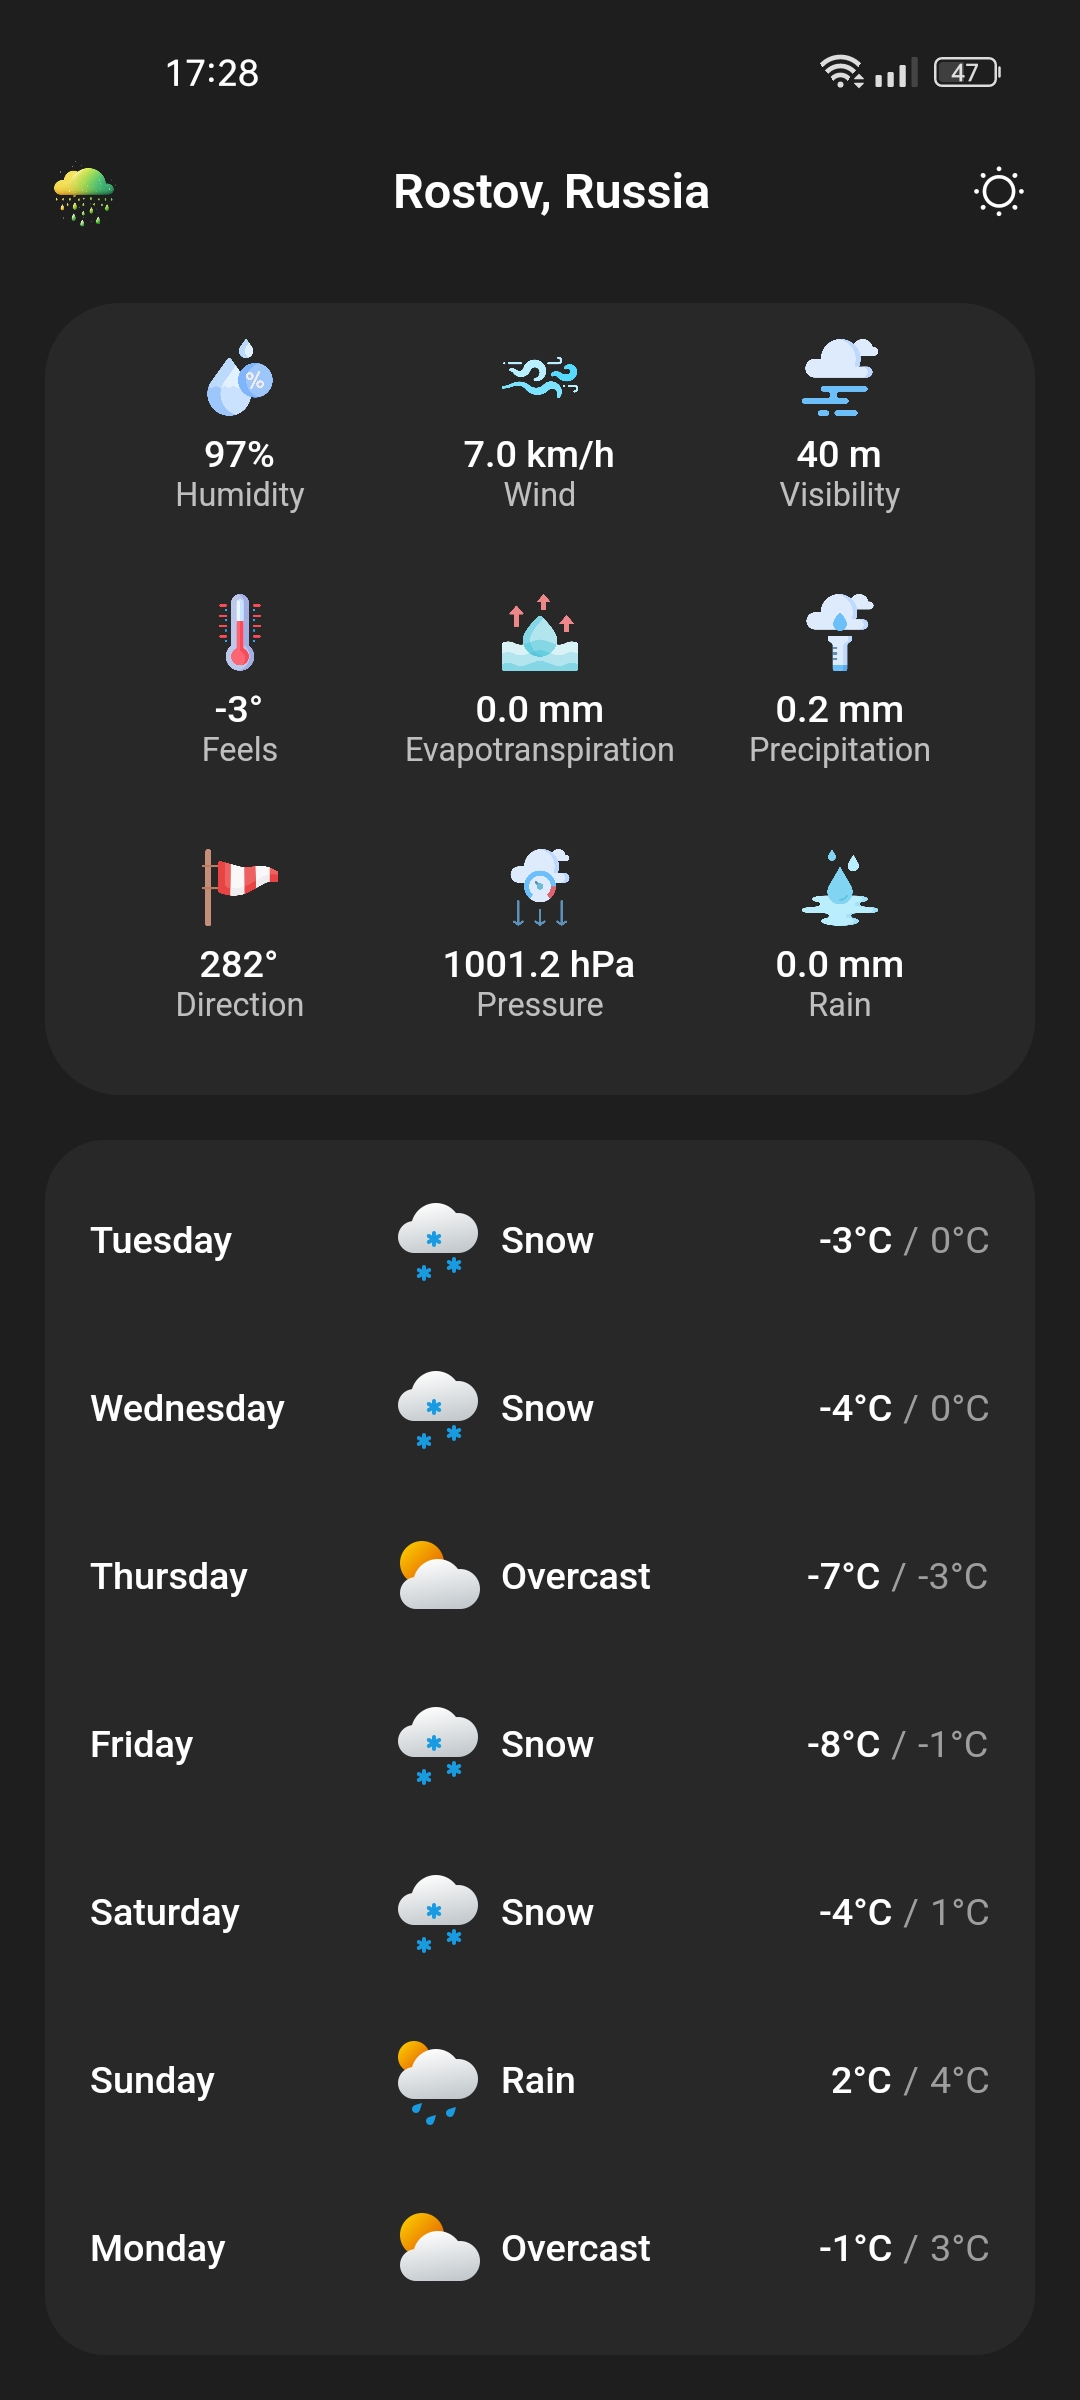 17:28
47
Rostov, Russia
%
97%
Humidity
7.0 km/h
Wind
40 m
Visibility
-3°
Feels
0.0 mm
Evapotranspiration
0.2 mm
Precipitation
282°
Direction
1001.2 hPa
Pressure
0.0 mm
Rain
Tuesday Snow -3°C / 0°C
Wednesday Snow -4°C / 0°C
Thursday Overcast -7°C / -3°C
Friday Snow -8°C / -1°C
Saturday Snow -4°C / 1°C
Sunday Rain 2°C / 4°C
Monday Overcast -1°C / 3°C